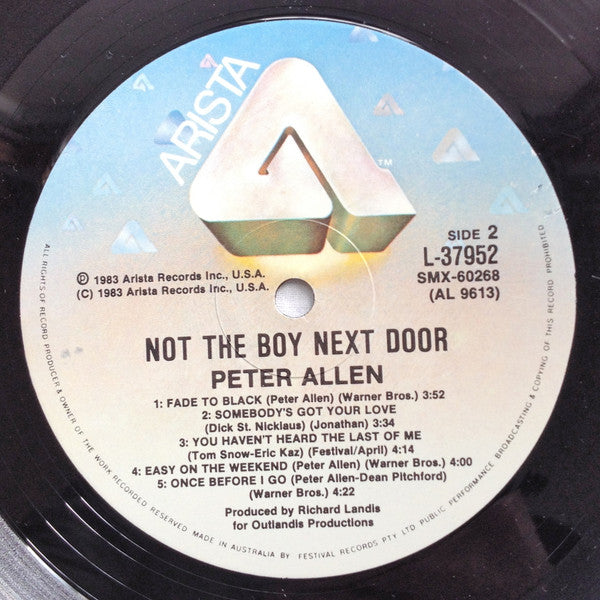 ARISTA
TM
SIDE 2
L-37952
SMX-60268
(AL 9613)
Ⓟ 1983 Arista Records Inc., U.S.A.
(C) 1983 Arista Records Inc., U.S.A.
NOT THE BOY NEXT DOOR
PETER ALLEN
1: FADE TO BLACK (Peter Allen) (Warner Bros.) 3:52
2: SOMEBODY'S GOT YOUR LOVE
(Dick St. Nicklaus) (Jonathan) 3:34
3: YOU HAVEN'T HEARD THE LAST OF ME
(Tom Snow-Eric Kaz) (Festival/April) 4:14
4: EASY ON THE WEEKEND (Peter Allen) (Warner Bros.) 4:00
5: ONCE BEFORE I GO (Peter Allen-Dean Pitchford)
(Warner Bros.) 4:22
Produced by Richard Landis
for Outlandis Productions
ALL RIGHTS OF RECORD PRODUCER & OWNER OF THE WORK RECORDED RESERVED. MADE IN AUSTRALIA BY FESTIVAL RECORDS PTY LTD PUBLIC PERFORMANCE BROADCASTING & COPYING OF THIS RECORD PROHIBITED